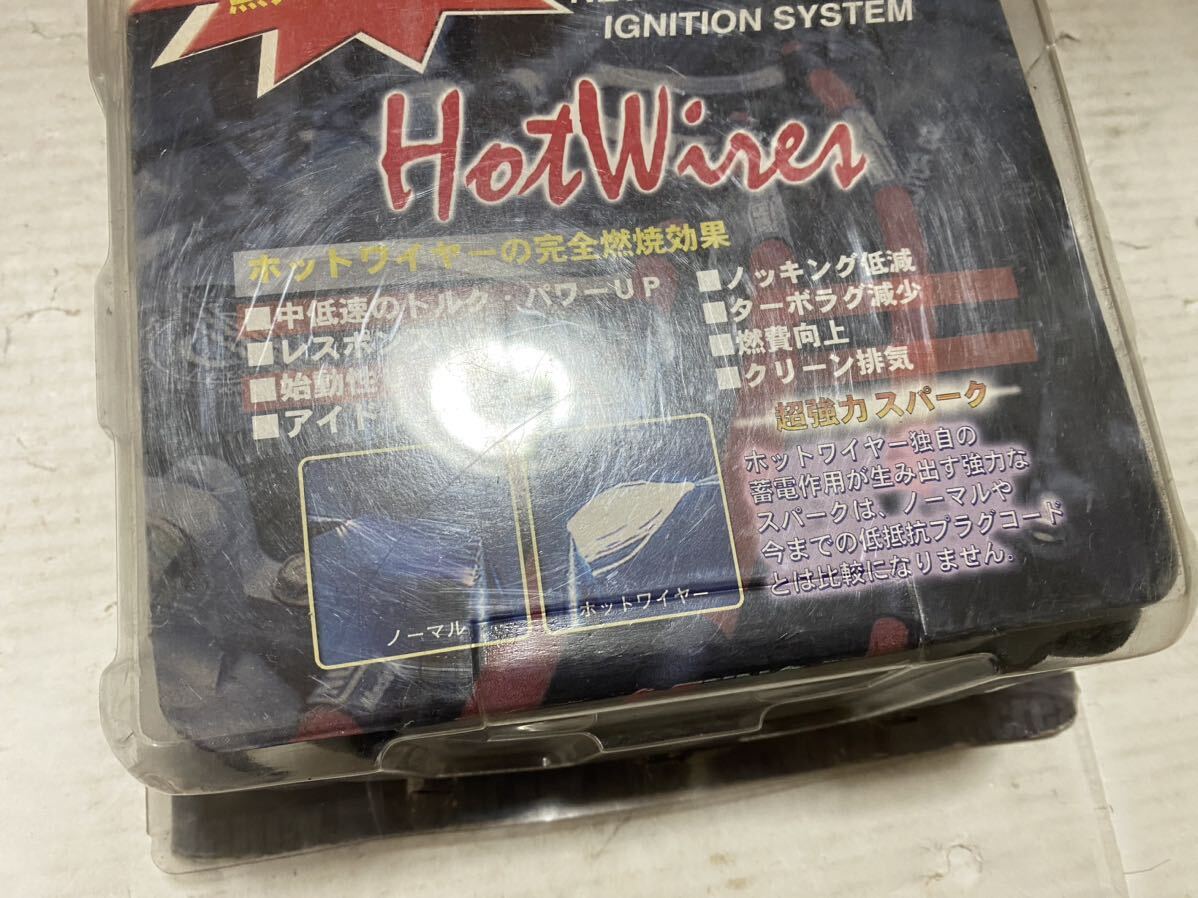 IGNITION SYSTEM
HotWires
ホットワイヤーの完全燃焼効果
■中低速のトルク・パワーUP
■レスポンス
■始動性
■アイド
■ノッキング低減
■ターボラグ減少
■燃費向上
■クリーン排気
超強力スパーク
ホットワイヤー独自の
蓄電作用が生み出す強力な
スパークは、ノーマルや
今までの低抵抗プラグコード
とは比較になりません。
ノーマル
ホットワイヤー